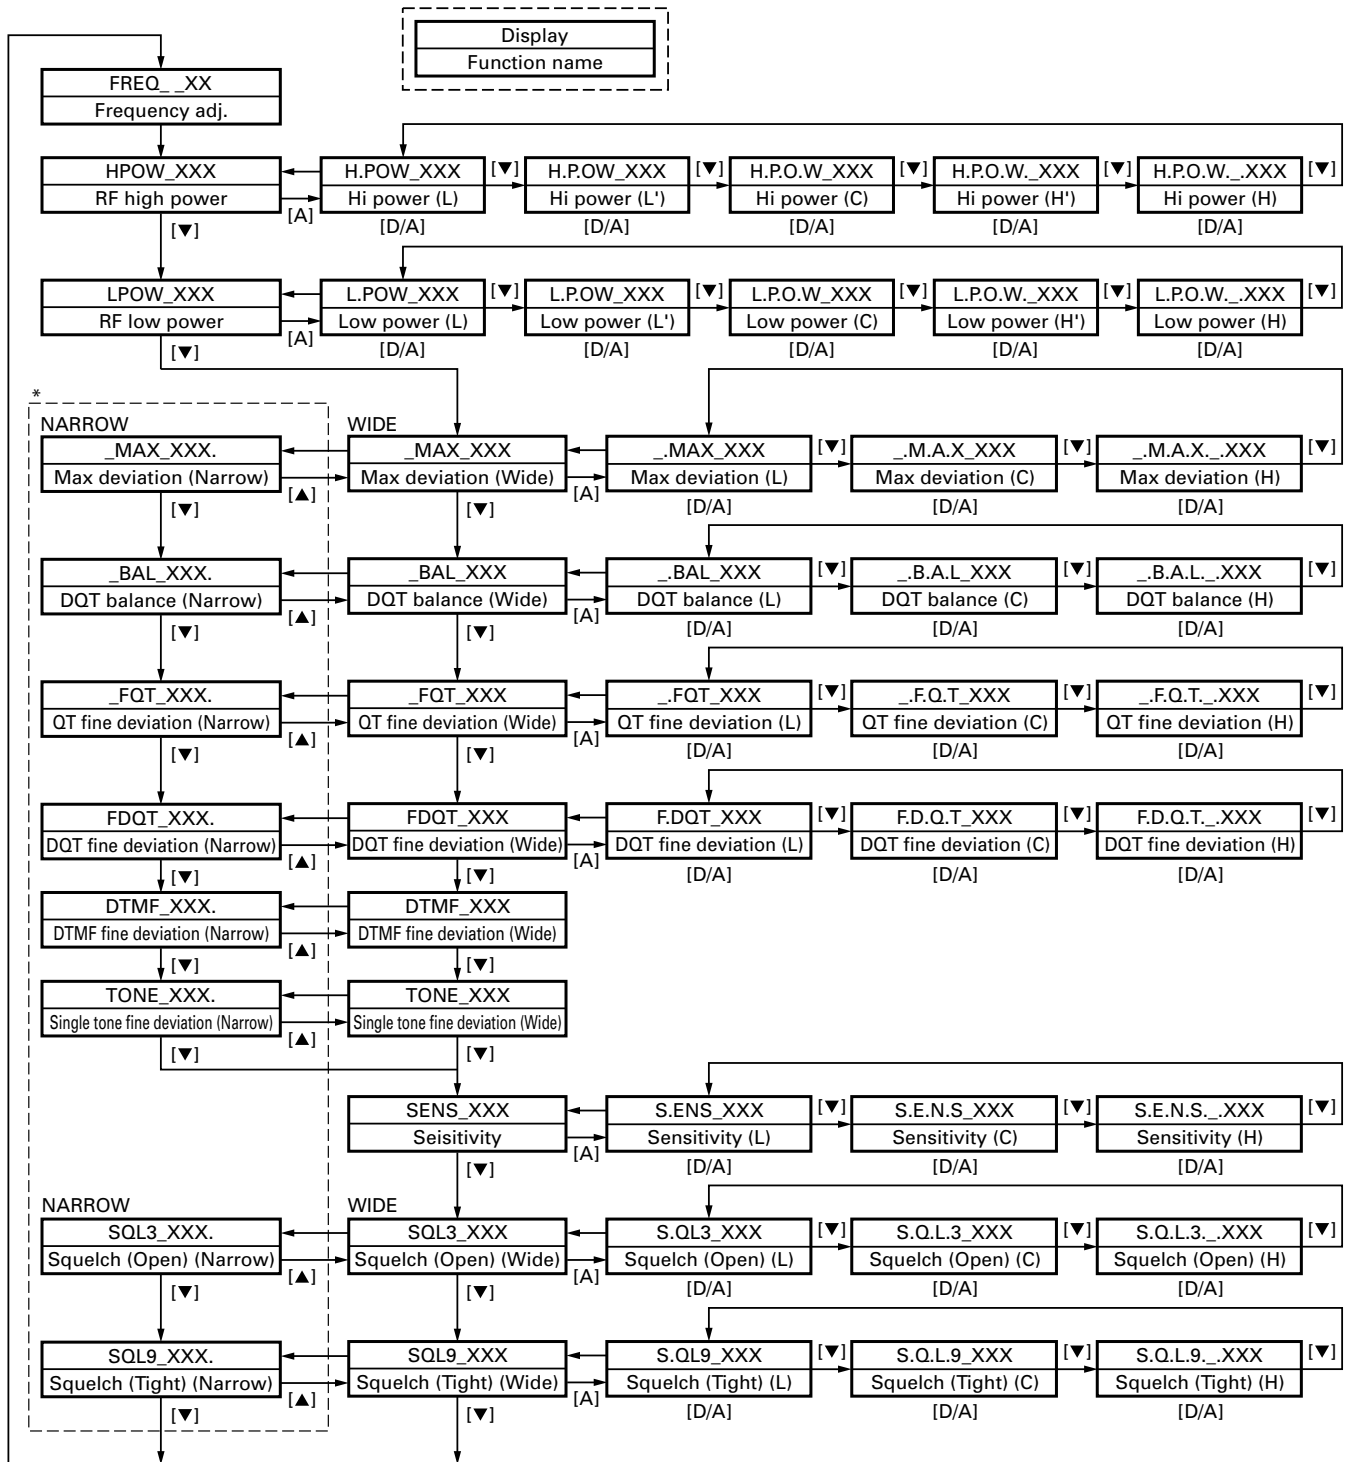 Display
Function name
FREQ_ _XX
Frequency adj.
HPOW_XXX
RF high power
[A]
[▼]
H.POW_XXX
Hi power (L)
[D/A]
[▼]
H.P.OW_XXX
Hi power (L')
[D/A]
[▼]
H.P.O.W_XXX
Hi power (C)
[D/A]
[▼]
H.P.O.W._XXX
Hi power (H')
[D/A]
[▼]
H.P.O.W._.XXX
Hi power (H)
[D/A]
[▼]
LPOW_XXX
RF low power
[A]
[▼]
L.POW_XXX
Low power (L)
[D/A]
[▼]
L.P.OW_XXX
Low power (L')
[D/A]
[▼]
L.P.O.W_XXX
Low power (C)
[D/A]
[▼]
L.P.O.W._XXX
Low power (H')
[D/A]
[▼]
L.P.O.W._.XXX
Low power (H)
[D/A]
[▼]
*
NARROW
WIDE
_MAX_XXX.
Max deviation (Narrow)
[▲]
[▼]
_MAX_XXX
Max deviation (Wide)
[A]
[▼]
_.MAX_XXX
Max deviation (L)
[D/A]
[▼]
_.M.A.X_XXX
Max deviation (C)
[D/A]
[▼]
_.M.A.X._.XXX
Max deviation (H)
[D/A]
[▼]
_BAL_XXX.
DQT balance (Narrow)
[▲]
[▼]
_BAL_XXX
DQT balance (Wide)
[A]
[▼]
_.BAL_XXX
DQT balance (L)
[D/A]
[▼]
_.B.A.L_XXX
DQT balance (C)
[D/A]
[▼]
_.B.A.L._.XXX
DQT balance (H)
[D/A]
[▼]
_FQT_XXX.
QT fine deviation (Narrow)
[▲]
[▼]
_FQT_XXX
QT fine deviation (Wide)
[A]
[▼]
_.FQT_XXX
QT fine deviation (L)
[D/A]
[▼]
_.F.Q.T_XXX
QT fine deviation (C)
[D/A]
[▼]
_.F.Q.T._.XXX
QT fine deviation (H)
[D/A]
[▼]
FDQT_XXX.
DQT fine deviation (Narrow)
[▲]
[▼]
FDQT_XXX
DQT fine deviation (Wide)
[A]
[▼]
F.DQT_XXX
DQT fine deviation (L)
[D/A]
[▼]
F.D.Q.T_XXX
DQT fine deviation (C)
[D/A]
[▼]
F.D.Q.T._.XXX
DQT fine deviation (H)
[D/A]
[▼]
DTMF_XXX.
DTMF fine deviation (Narrow)
[▲]
[▼]
DTMF_XXX
DTMF fine deviation (Wide)
[▼]
TONE_XXX.
Single tone fine deviation (Narrow)
[▲]
[▼]
TONE_XXX
Single tone fine deviation (Wide)
[▼]
SENS_XXX
Seisitivity
[A]
[▼]
S.ENS_XXX
Sensitivity (L)
[D/A]
[▼]
S.E.N.S_XXX
Sensitivity (C)
[D/A]
[▼]
S.E.N.S._.XXX
Sensitivity (H)
[D/A]
[▼]
NARROW
WIDE
SQL3_XXX.
Squelch (Open) (Narrow)
[▲]
[▼]
SQL3_XXX
Squelch (Open) (Wide)
[A]
[▼]
S.QL3_XXX
Squelch (Open) (L)
[D/A]
[▼]
S.Q.L.3_XXX
Squelch (Open) (C)
[D/A]
[▼]
S.Q.L.3._.XXX
Squelch (Open) (H)
[D/A]
[▼]
SQL9_XXX.
Squelch (Tight) (Narrow)
[▲]
[▼]
SQL9_XXX
Squelch (Tight) (Wide)
[A]
[▼]
S.QL9_XXX
Squelch (Tight) (L)
[D/A]
[▼]
S.Q.L.9_XXX
Squelch (Tight) (C)
[D/A]
[▼]
S.Q.L.9._.XXX
Squelch (Tight) (H)
[D/A]
[▼]